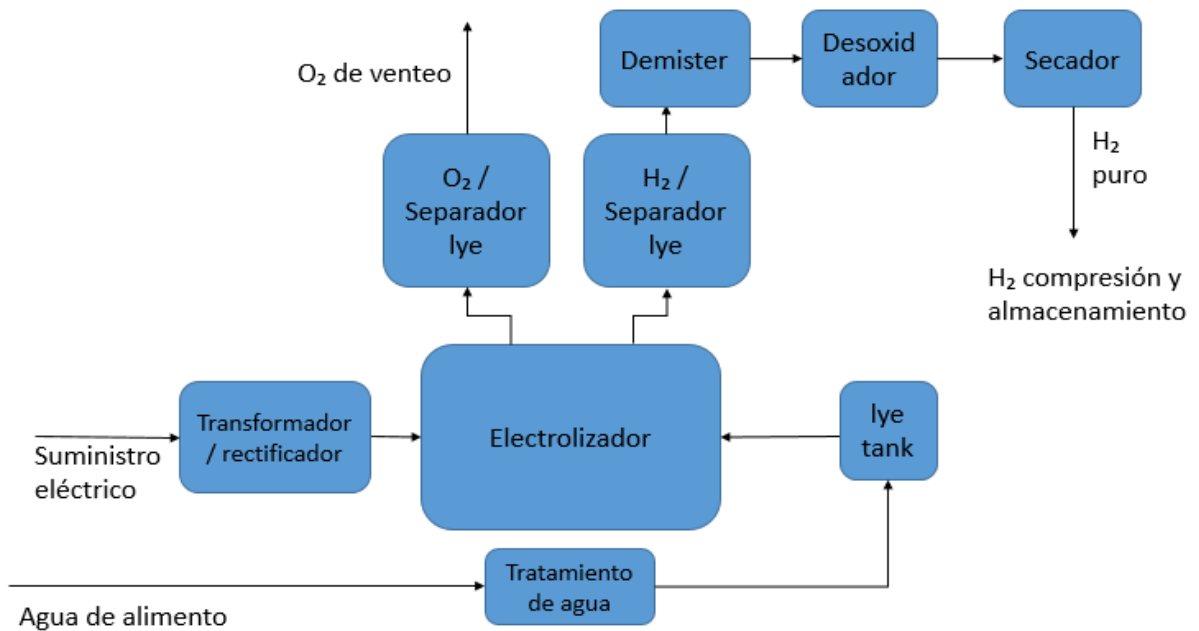 O₂ de venteo
Demister
Desoxid
ador
Secador
H₂
puro
O₂ /
Separador
lye
H₂ /
Separador
lye
H₂ compresión y
almacenamiento
Suministro
eléctrico
Transformador
/ rectificador
Electrolizador
lye
tank
Agua de alimento
Tratamiento
de agua